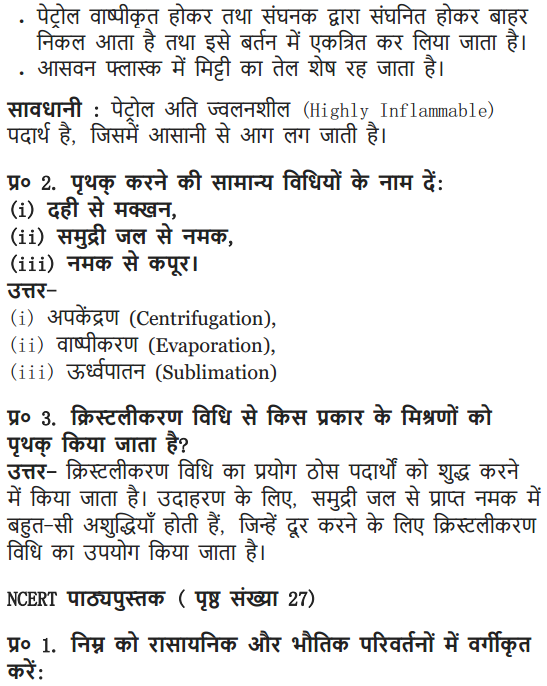 . पेट्रोल वाष्पीकृत होकर तथा संघनक द्वारा संघनित होकर बाहर
निकल आता है तथा इसे बर्तन में एकत्रित कर लिया जाता है।
. आसवन फ्लास्क में मिट्टी का तेल शेष रह जाता है।
सावधानी : पेट्रोल अति ज्वलनशील (Highly Inflammable)
पदार्थ है, जिसमें आसानी से आग लग जाती है।
प्र० 2. पृथक् करने की सामान्य विधियों के नाम दें:
(i) दही से मक्खन,
(ii) समुद्री जल से नमक,
(iii) नमक से कपूर।
उत्तर-
(i) अपकेंद्रण (Centrifugation),
(ii) वाष्पीकरण (Evaporation),
(iii) ऊर्ध्वपातन (Sublimation)
प्र० 3. क्रिस्टलीकरण विधि से किस प्रकार के मिश्रणों को
पृथक् किया जाता है?
उत्तर- क्रिस्टलीकरण विधि का प्रयोग ठोस पदार्थों को शुद्ध करने
में किया जाता है। उदाहरण के लिए, समुद्री जल से प्राप्त नमक में
बहुत-सी अशुद्धियाँ होती हैं, जिन्हें दूर करने के लिए क्रिस्टलीकरण
विधि का उपयोग किया जाता है।
NCERT पाठ्यपुस्तक ( पृष्ठ संख्या 27)
प्र० 1. निम्न को रासायनिक और भौतिक परिवर्तनों में वर्गीकृत
करें: